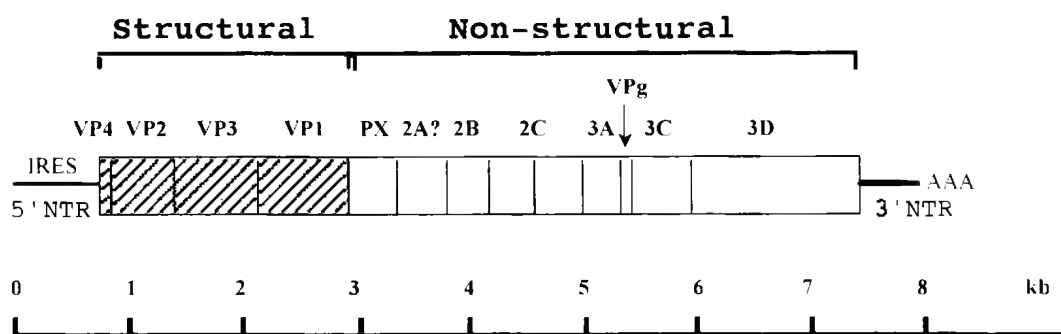 Structural Non-structural
VPg
VP4 VP2 VP3 VP1 PX 2A? 2B 2C 3A 3C 3D
IRES AAA
5'NTR 3'NTR
0 1 2 3 4 5 6 7 8 kb